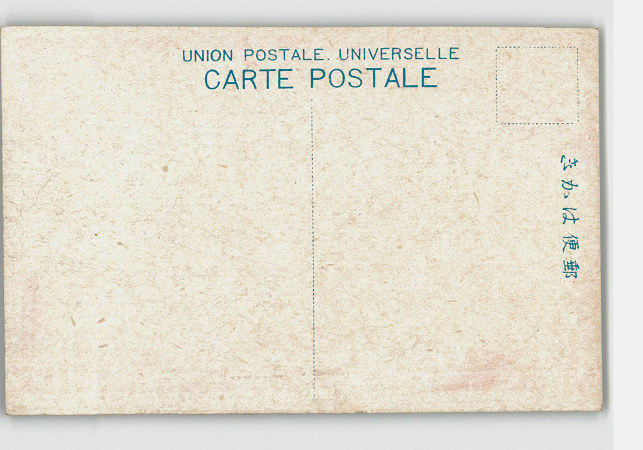 UNION POSTALE. UNIVERSELLE
CARTE POSTALE
きかは便郵